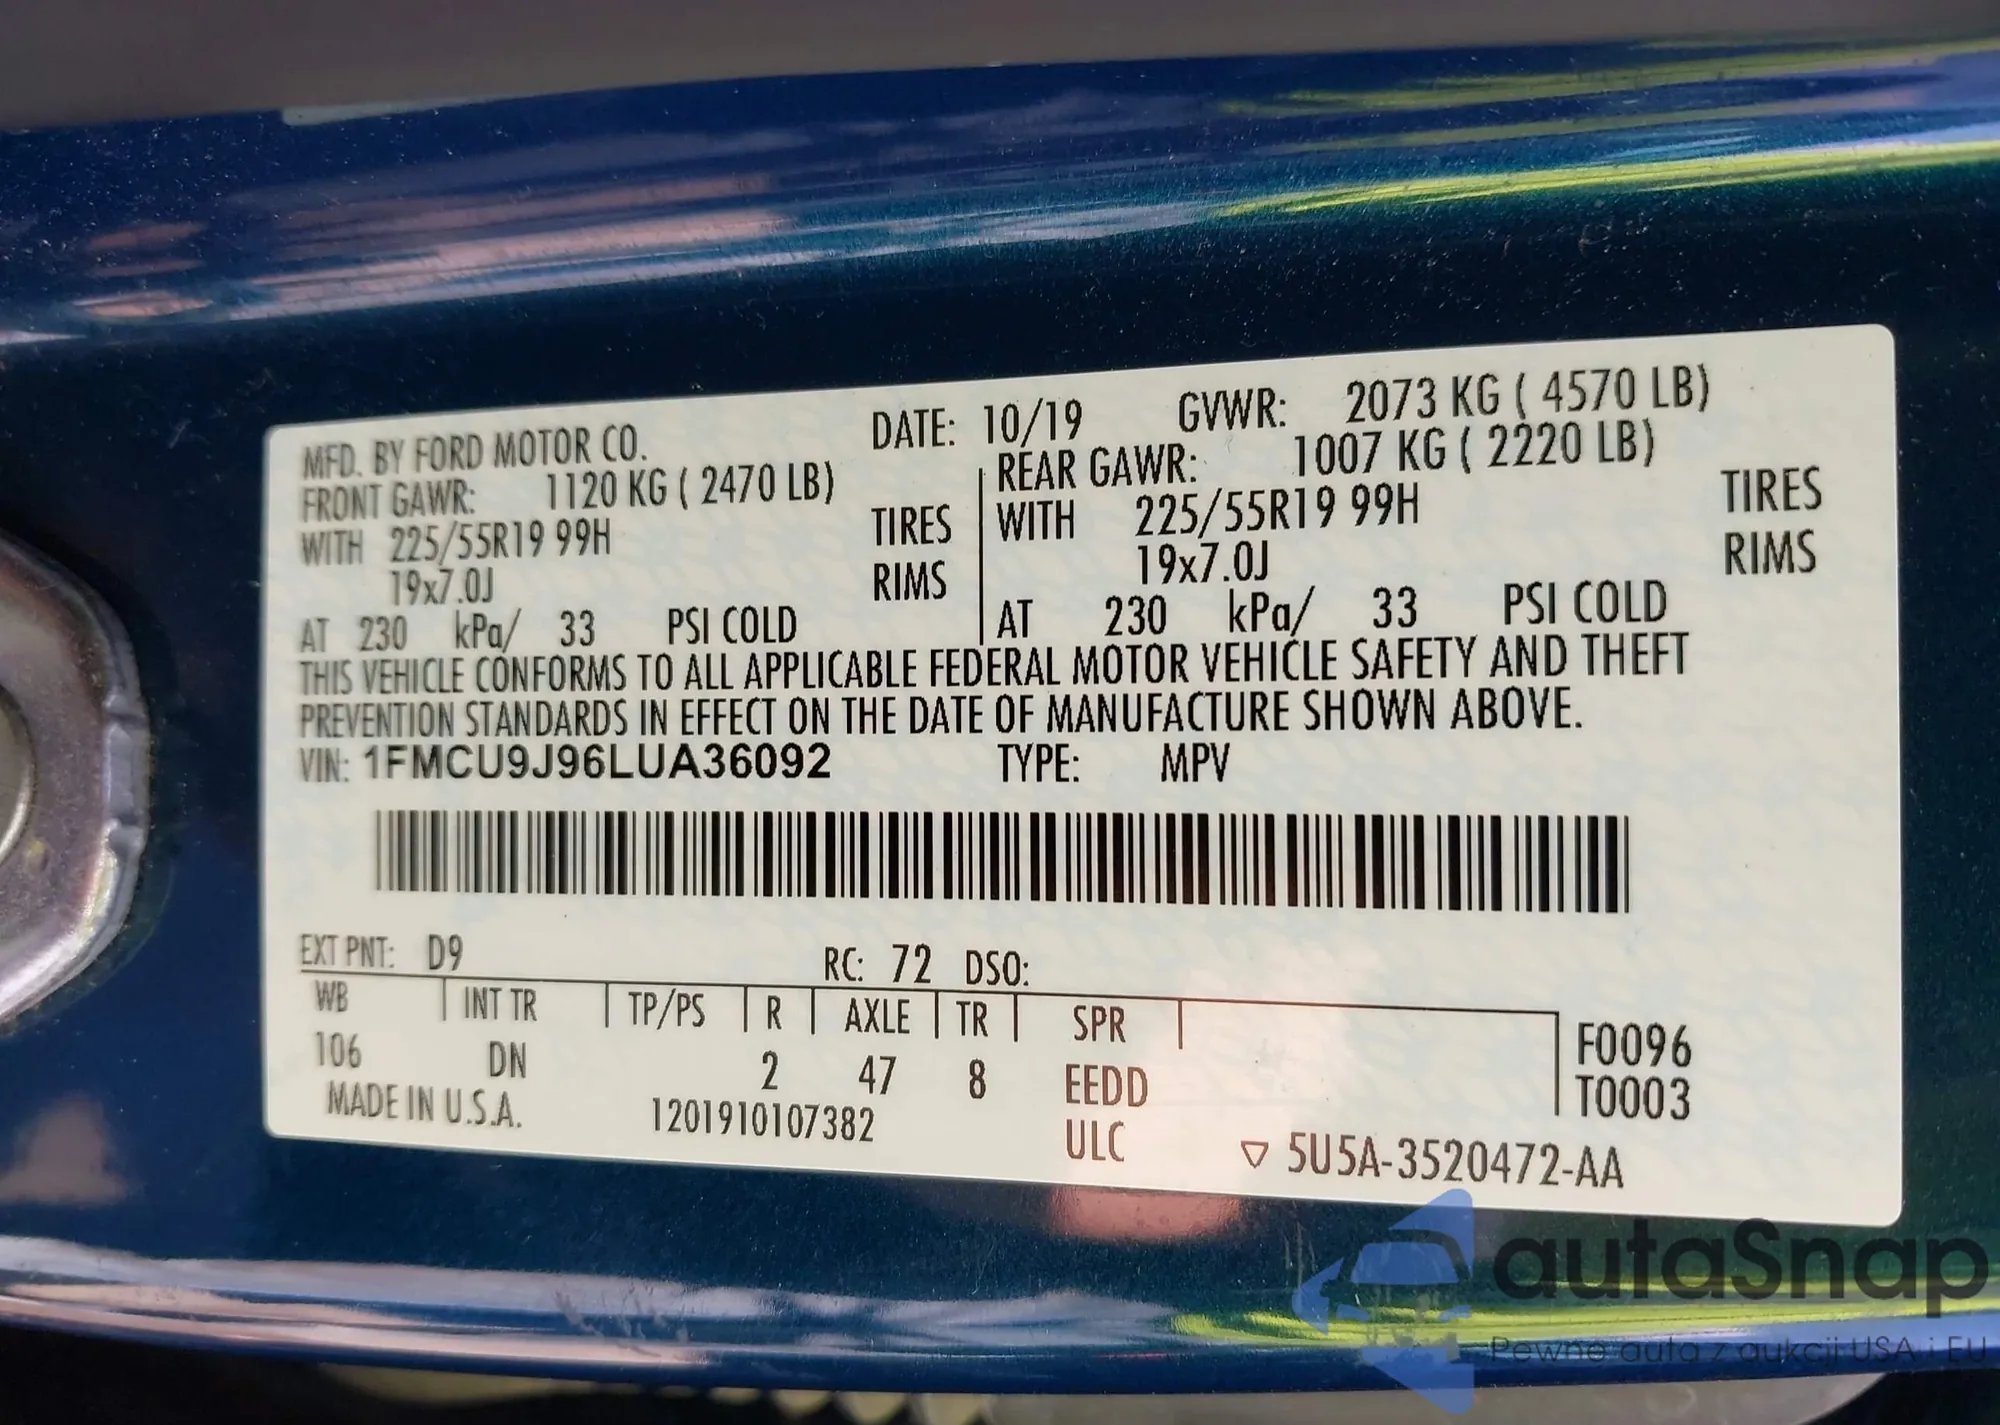 MFD. BY FORD MOTOR CO. DATE: 10/19 GVWR: 2073 KG ( 4570 LB)
FRONT GAWR: 1120 KG ( 2470 LB) REAR GAWR: 1007 KG ( 2220 LB)
WITH 225/55R19 99H TIRES WITH 225/55R19 99H TIRES
19x7.0J RIMS 19x7.0J RIMS
AT 230 kPa/ 33 PSI COLD AT 230 kPa/ 33 PSI COLD
THIS VEHICLE CONFORMS TO ALL APPLICABLE FEDERAL MOTOR VEHICLE SAFETY AND THEFT
PREVENTION STANDARDS IN EFFECT ON THE DATE OF MANUFACTURE SHOWN ABOVE.
VIN: 1FMCU9J96LUA36092 TYPE: MPV
EXT PNT: D9 RC: 72 DSO:
WB INT TR TP/PS R AXLE TR SPR F0096
106 DN 2 47 8 EEDD T0003
MADE IN U.S.A. 1201910107382 ULC ▽ 5U5A-3520472-AA
autaSnap
Pewne auta z aukcji USA i EU